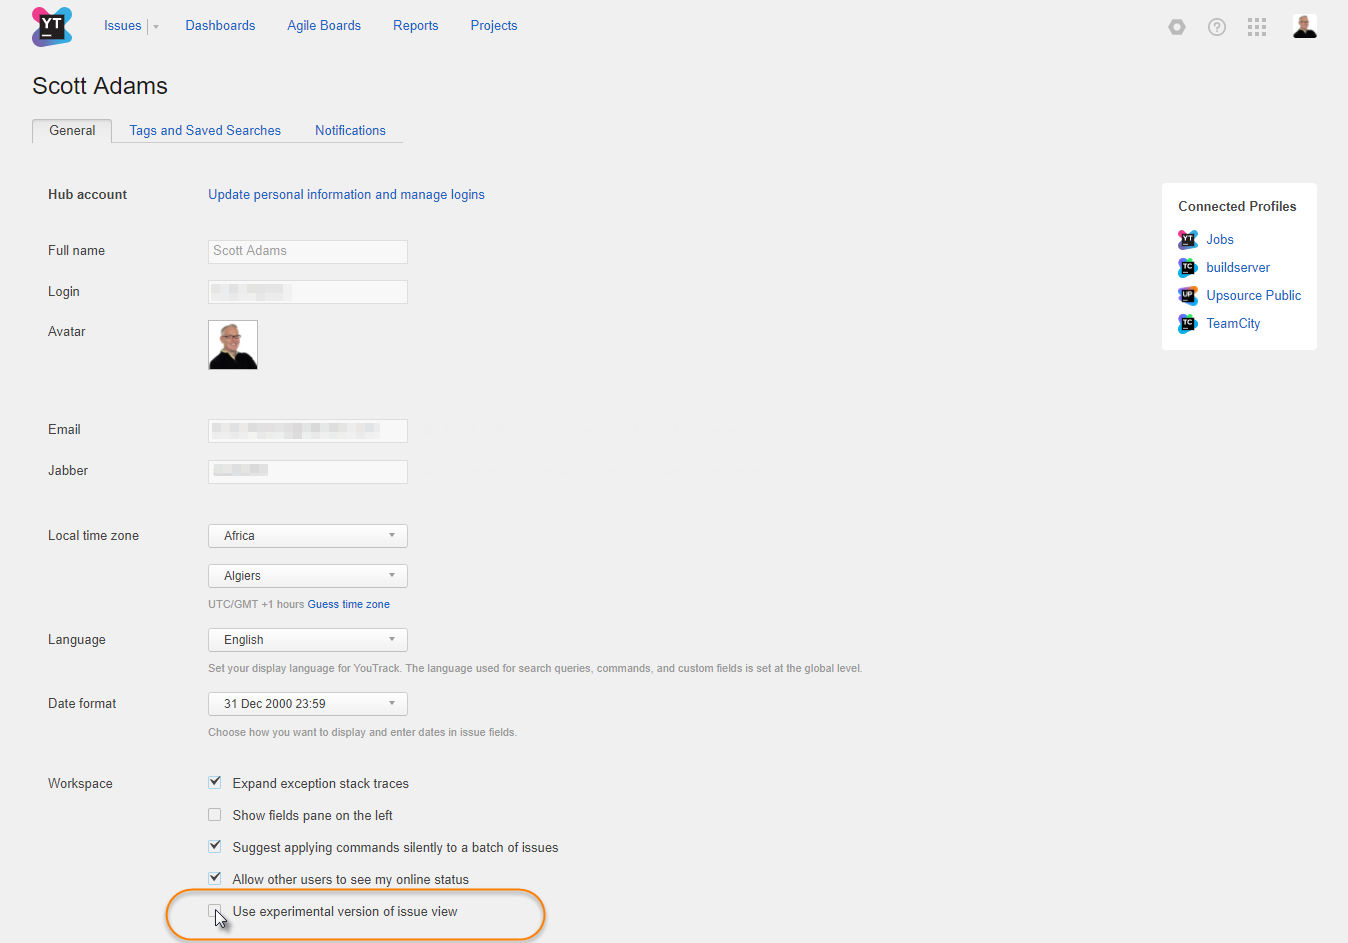 YT
Issues
Dashboards
Agile Boards
Reports
Projects
Scott Adams
General
Tags and Saved Searches
Notifications
Hub account
Update personal information and manage logins
Full name
Scott Adams
Login
Avatar
Email
Jabber
Local time zone
Africa
Algiers
UTC/GMT +1 hours Guess time zone
Language
English
Set your display language for YouTrack. The language used for search queries, commands, and custom fields is set at the global level.
Date format
31 Dec 2000 23:59
Choose how you want to display and enter dates in issue fields.
Workspace
Expand exception stack traces
Show fields pane on the left
Suggest applying commands silently to a batch of issues
Allow other users to see my online status
Use experimental version of issue view
Connected Profiles
YT Jobs
TC buildserver
UP Upsource Public
TC TeamCity